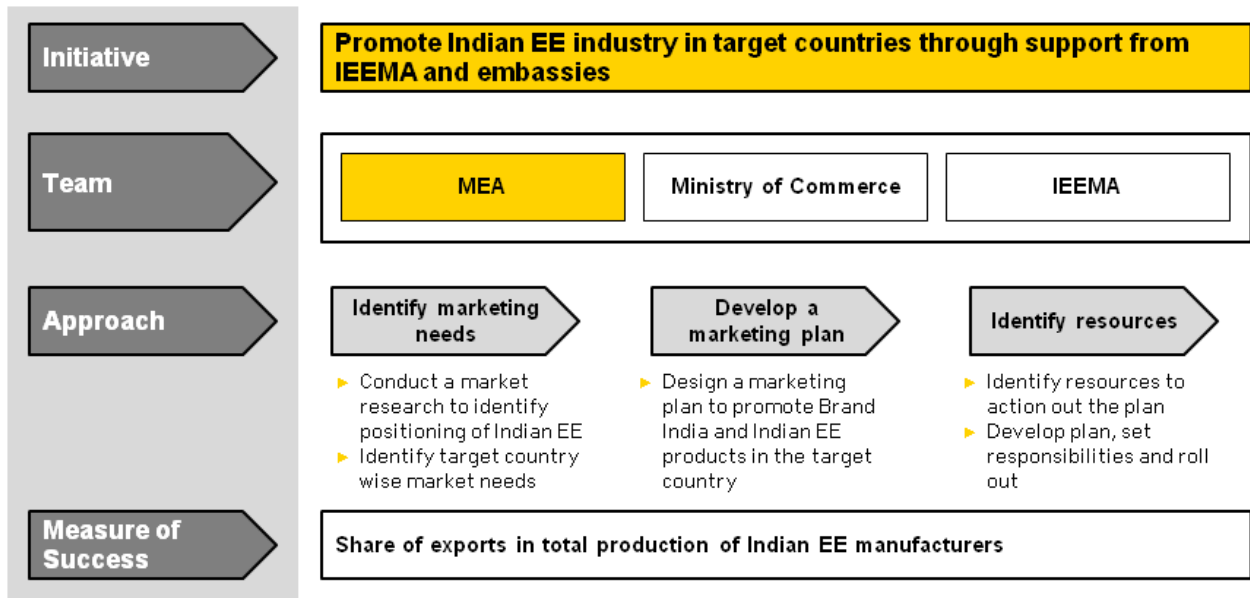 Initiative
Promote Indian EE industry in target countries through support from
IEEMA and embassies
Team
MEA
Ministry of Commerce
IEEMA
Approach
Identify marketing
needs
Develop a
marketing plan
Identify resources
► Conduct a market
research to identify
positioning of Indian EE
► Identify target country
wise market needs
► Design a marketing
plan to promote Brand
India and Indian EE
products in the target
country
► Identify resources to
action out the plan
► Develop plan, set
responsibilities and roll
out
Measure of
Success
Share of exports in total production of Indian EE manufacturers